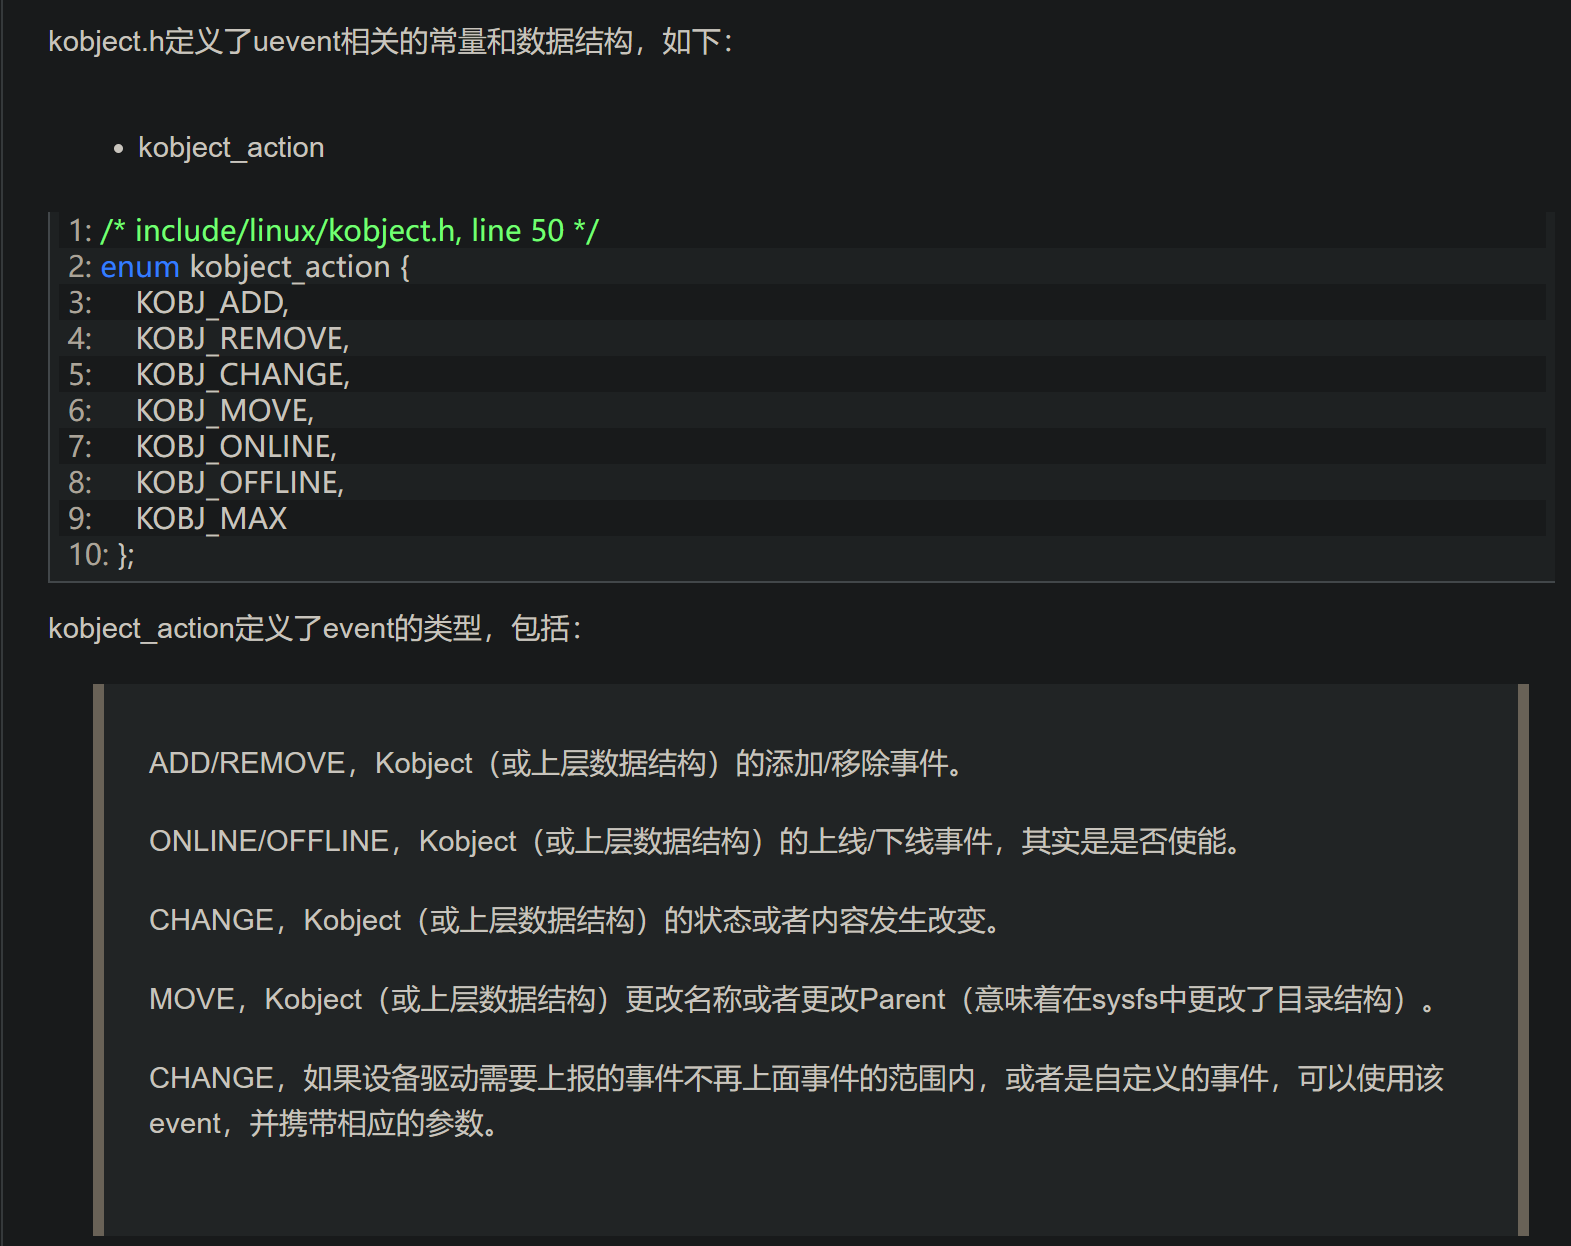 kobject.h定义了uevent相关的常量和数据结构，如下：
• kobject_action
1: /* include/linux/kobject.h, line 50 */
2: enum kobject_action {
3:     KOBJ_ADD,
4:     KOBJ_REMOVE,
5:     KOBJ_CHANGE,
6:     KOBJ_MOVE,
7:     KOBJ_ONLINE,
8:     KOBJ_OFFLINE,
9:     KOBJ_MAX
10: };
kobject_action定义了event的类型，包括：
ADD/REMOVE，Kobject（或上层数据结构）的添加/移除事件。
ONLINE/OFFLINE，Kobject（或上层数据结构）的上线/下线事件，其实是是否使能。
CHANGE，Kobject（或上层数据结构）的状态或者内容发生改变。
MOVE，Kobject（或上层数据结构）更改名称或者更改Parent（意味着在sysfs中更改了目录结构）。
CHANGE，如果设备驱动需要上报的事件不再上面事件的范围内，或者是自定义的事件，可以使用该
event，并携带相应的参数。